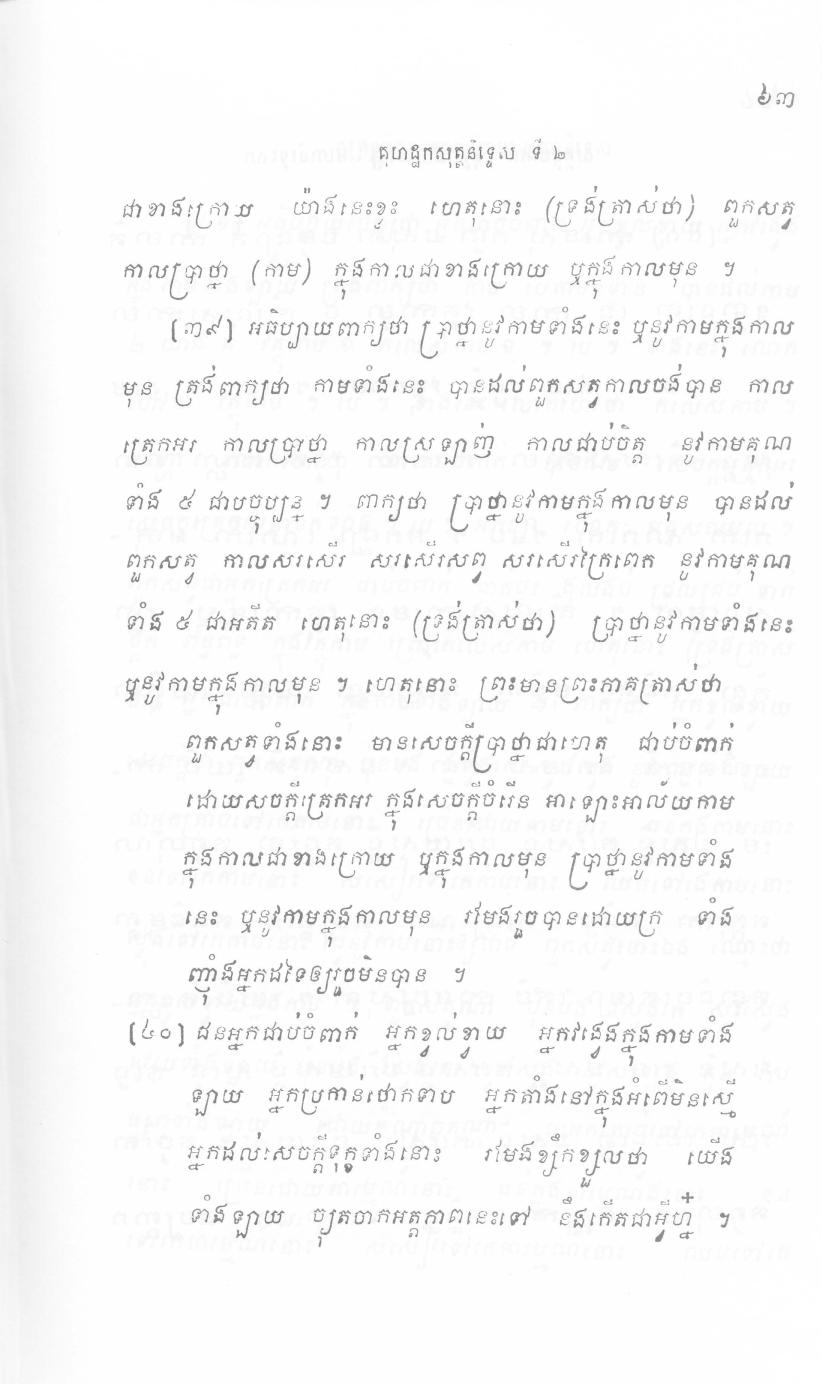 ៦៣
គុហដ្ឋកសុត្តនិទ្ទេស ទី ២
ជាខាងក្រោយ យ៉ាងនេះខ្លះ ហេតុនោះ (ទ្រង់ត្រាស់ថា) ពួកសត្វ
កាលប្រាថ្នា (កាម) ក្នុងកាលជាខាងក្រោយ ឬក្នុងកាលមុន ។
[៣៩] អធិប្បាយពាក្យថា ប្រាថ្នានូវកាមទាំងនេះ ឬនូវកាមក្នុងកាល
មុន ត្រង់ពាក្យថា កាមទាំងនេះ បានដល់ពួកសត្វកាលចង់បាន កាល
ត្រេកអរ កាលប្រាថ្នា កាលស្រឡាញ់ កាលជាប់ចិត្ត នូវកាមគុណ
ទាំង ៥ ជាបច្ចុប្បន្ន ។ ពាក្យថា ប្រាថ្នានូវកាមក្នុងកាលមុន បានដល់
ពួកសត្វ កាលសរសើរ សរសើរសព្វ សរសើរក្រៃពេក នូវកាមគុណ
ទាំង ៥ ជាអតីត ហេតុនោះ (ទ្រង់ត្រាស់ថា) ប្រាថ្នានូវកាមទាំងនេះ
ឬនូវកាមក្នុងកាលមុន ។ ហេតុនោះ ព្រះមានព្រះភាគត្រាស់ថា
ពួកសត្វទាំងនោះ មានសេចក្តីប្រាថ្នាជាហេតុ ជាប់ចំពាក់
ដោយសចក្តីត្រេកអរ ក្នុងសេចក្តីចំរើន អាឡោះអាល័យកាម
ក្នុងកាលជាខាងក្រោយ ឬក្នុងកាលមុន ប្រាថ្នានូវកាមទាំង
នេះ ឬនូវកាមក្នុងកាលមុន រមែងរួចបានដោយក្រ ទាំង
ញ៉ាំងអ្នកដទៃឲ្យរួចមិនបាន ។
[៤០] ជនអ្នកជាប់ចំពាក់ អ្នកខ្វល់ខ្វាយ អ្នកវង្វេងក្នុងកាមទាំង
ឡាយ អ្នកប្រកាន់ថោកទាប អ្នកតាំងនៅក្នុងអំពើមិនស្មើ
អ្នកដល់សេចក្តីទុក្ខទាំងនោះ រមែងខ្សឹកខ្សួលថា យើង
ទាំងឡាយ ច្យុតចាកអត្តភាពនេះទៅ នឹងកើតជាអ្វីហ្ន៎ ។